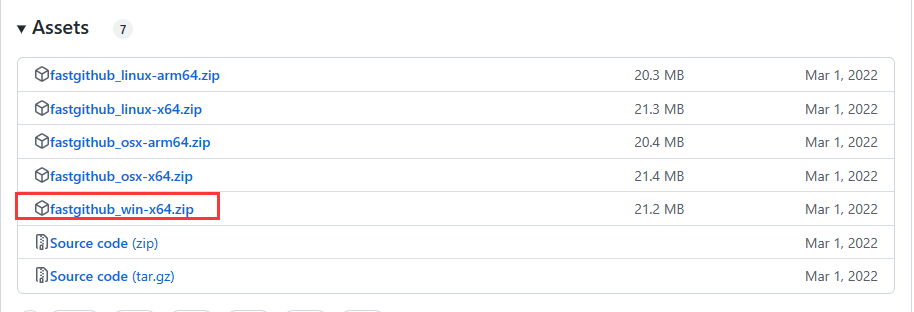 Assets 7
fastgithub_linux-arm64.zip 20.3 MB Mar 1, 2022
fastgithub_linux-x64.zip 21.3 MB Mar 1, 2022
fastgithub_osx-arm64.zip 20.4 MB Mar 1, 2022
fastgithub_osx-x64.zip 21.4 MB Mar 1, 2022
fastgithub_win-x64.zip 21.2 MB Mar 1, 2022
Source code (zip) Mar 1, 2022
Source code (tar.gz) Mar 1, 2022